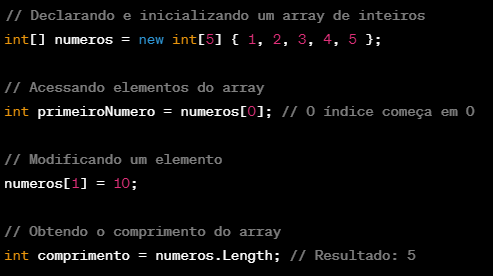 // Declarando e inicializando um array de inteiros
int[] numeros = new int[5] { 1, 2, 3, 4, 5 };
// Acessando elementos do array
int primeiroNumero = numeros[0]; // O índice começa em 0
// Modificando um elemento
numeros[1] = 10;
// Obtendo o comprimento do array
int comprimento = numeros.Length; // Resultado: 5